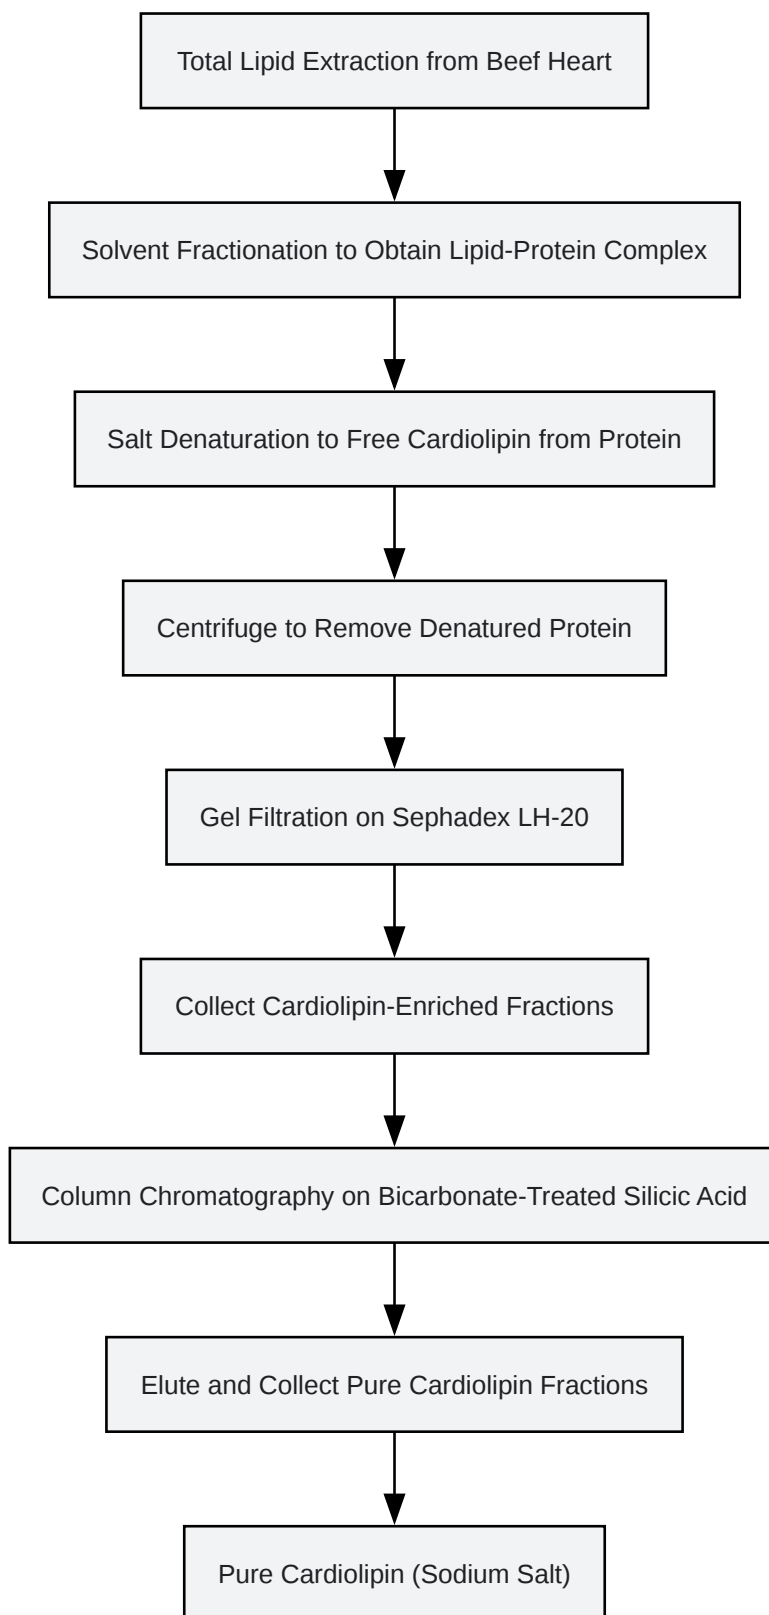 Total Lipid Extraction from Beef Heart
Solvent Fractionation to Obtain Lipid-Protein Complex
Salt Denaturation to Free Cardiolipin from Protein
Centrifuge to Remove Denatured Protein
Gel Filtration on Sephadex LH-20
Collect Cardiolipin-Enriched Fractions
Column Chromatography on Bicarbonate-Treated Silicic Acid
Elute and Collect Pure Cardiolipin Fractions
Pure Cardiolipin (Sodium Salt)